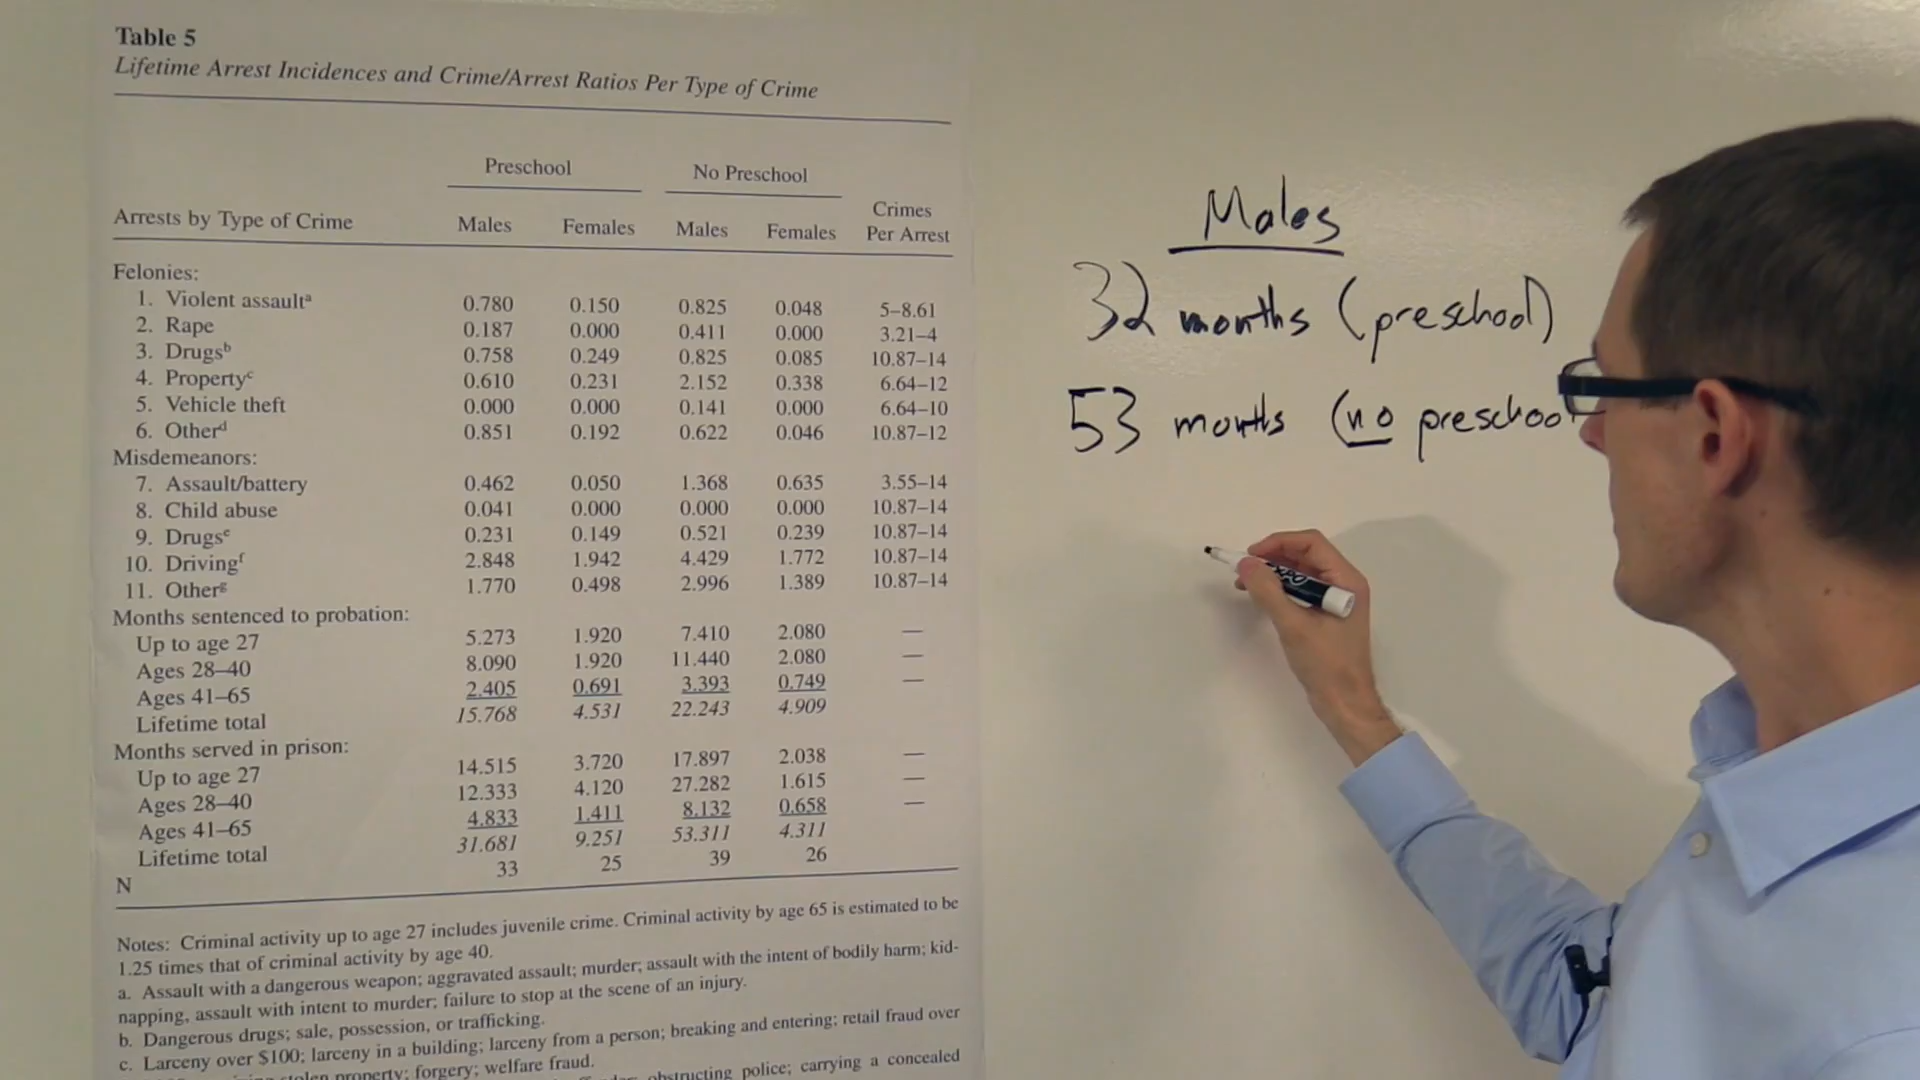 Table 5
Lifetime Arrest Incidences and Crime/Arrest Ratios Per Type of Crime
Preschool No Preschool
Arrests by Type of Crime Males Females Males Females Crimes Per Arrest
Felonies:
1. Violent assaultᵃ 0.780 0.150 0.825 0.048 5–8.61
2. Rape 0.187 0.000 0.411 0.000 3.21–4
3. Drugsᵇ 0.758 0.249 0.825 0.085 10.87–14
4. Propertyᶜ 0.610 0.231 2.152 0.338 6.64–12
5. Vehicle theft 0.000 0.000 0.141 0.000 6.64–10
6. Otherᵈ 0.851 0.192 0.622 0.046 10.87–12
Misdemeanors:
7. Assault/battery 0.462 0.050 1.368 0.635 3.55–14
8. Child abuse 0.041 0.000 0.000 0.000 10.87–14
9. Drugsᵉ 0.231 0.149 0.521 0.239 10.87–14
10. Drivingᶠ 2.848 1.942 4.429 1.772 10.87–14
11. Otherᵍ 1.770 0.498 2.996 1.389 10.87–14
Months sentenced to probation:
Up to age 27 5.273 1.920 7.410 2.080 —
Ages 28–40 8.090 1.920 11.440 2.080 —
Ages 41–65 2.405 0.691 3.393 0.749 —
Lifetime total 15.768 4.531 22.243 4.909
Months served in prison:
Up to age 27 14.515 3.720 17.897 2.038 —
Ages 28–40 12.333 4.120 27.282 1.615 —
Ages 41–65 4.833 1.411 8.132 0.658 —
Lifetime total 31.681 9.251 53.311 4.311
N 33 25 39 26
Notes: Criminal activity up to age 27 includes juvenile crime. Criminal activity by age 65 is estimated to be
1.25 times that of criminal activity by age 40.
a. Assault with a dangerous weapon; aggravated assault; murder; assault with the intent of bodily harm; kid-
napping, assault with intent to murder; failure to stop at the scene of an injury.
b. Dangerous drugs; sale, possession, or trafficking.
c. Larceny over $100; larceny in a building; larceny from a person; breaking and entering; retail fraud over
stolen property; forgery; welfare fraud.
obstructing police; carrying a concealed
Males
32 months (preschool)
53 months (no preschoo